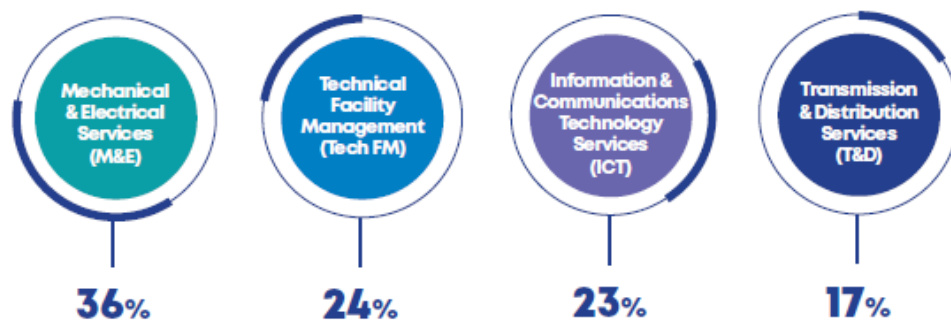 Mechanical
& Electrical
Services
(M&E)
Technical
Facility
Management
(Tech FM)
Information &
Communications
Technology
Services
(ICT)
Transmission
& Distribution
Services
(T&D)
36%
24%
23%
17%